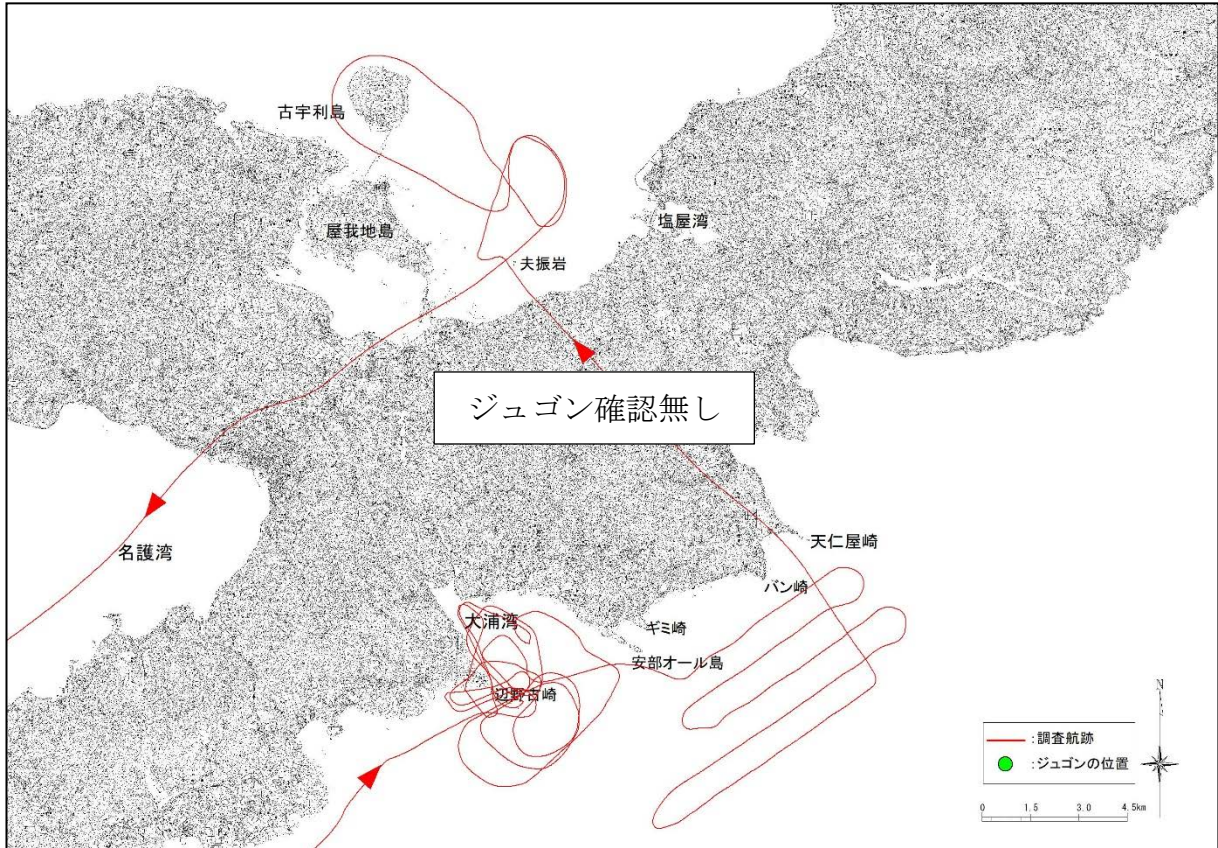 古宇利島
屋我地島
塩屋湾
夫振岩
ジュゴン確認無し
名護湾
天仁屋崎
バン崎
大浦湾
ギミ崎
安部オール島
辺野古崎
N
:調査航跡
:ジュゴンの位置
0 1.5 3.0 4.5km